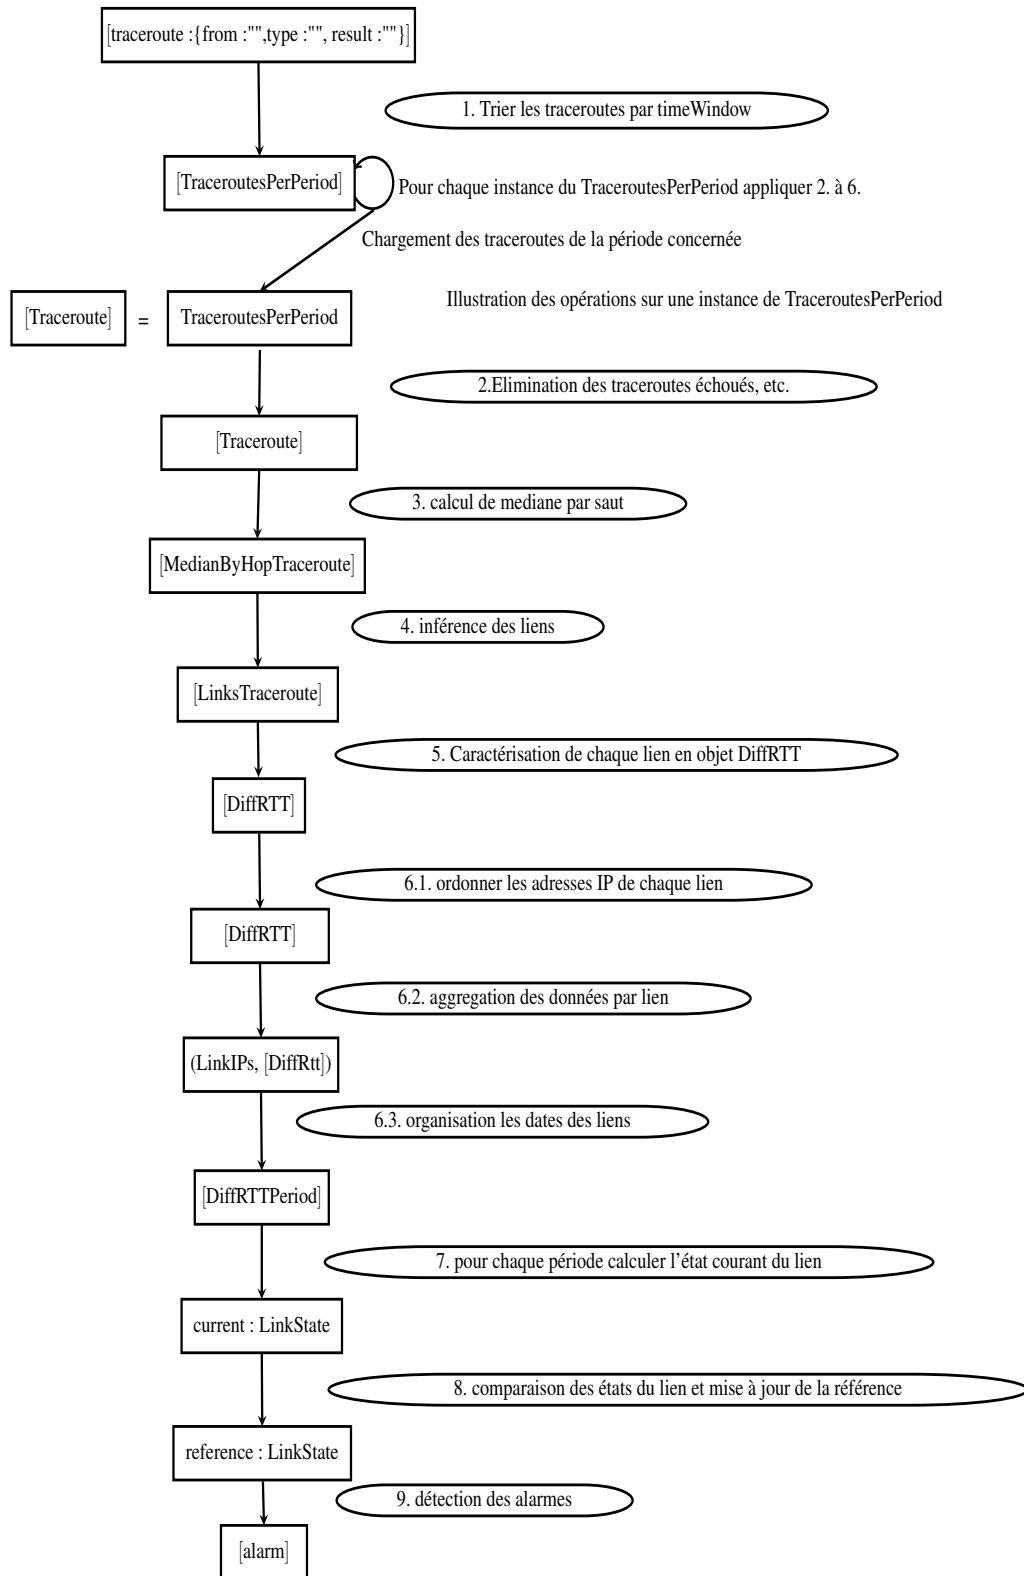 [traceroute :{from :"",type :"", result :""}]
1. Trier les traceroutes par timeWindow
[TraceroutesPerPeriod]
Pour chaque instance du TraceroutesPerPeriod appliquer 2. à 6.
Chargement des traceroutes de la période concernée
Illustration des opérations sur une instance de TraceroutesPerPeriod
[Traceroute] = TraceroutesPerPeriod
2.Elimination des traceroutes échoués, etc.
[Traceroute]
3. calcul de mediane par saut
[MedianByHopTraceroute]
4. inférence des liens
[LinksTraceroute]
5. Caractérisation de chaque lien en objet DiffRTT
[DiffRTT]
6.1. ordonner les adresses IP de chaque lien
[DiffRTT]
6.2. aggregation des données par lien
(LinkIPs, [DiffRtt])
6.3. organisation les dates des liens
[DiffRTTPeriod]
7. pour chaque période calculer l'état courant du lien
current : LinkState
8. comparaison des états du lien et mise à jour de la référence
reference : LinkState
9. détection des alarmes
[alarm]